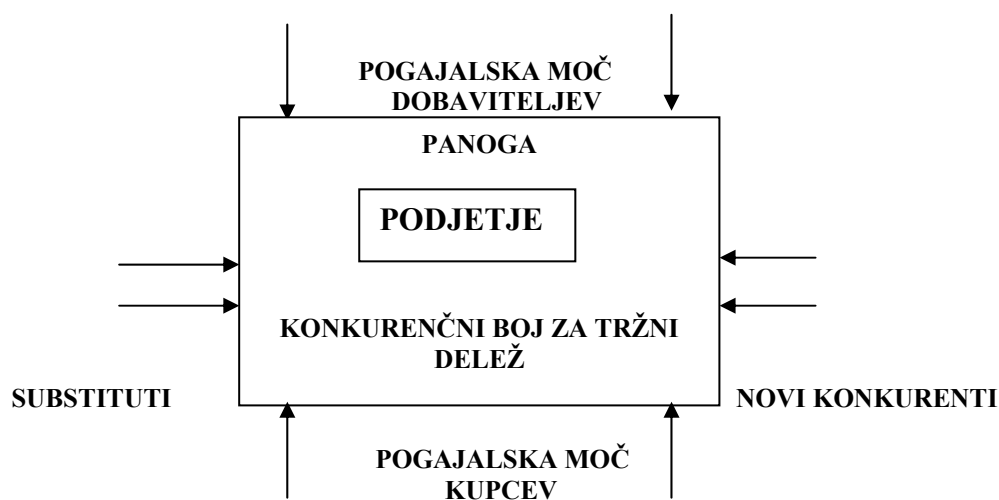 POGAJALSKA MOČ
DOBAVITELJEV
PANOGA
PODJETJE
KONKURENČNI BOJ ZA TRŽNI
DELEŽ
SUBSTITUTI
NOVI KONKURENTI
POGAJALSKA MOČ
KUPCEV